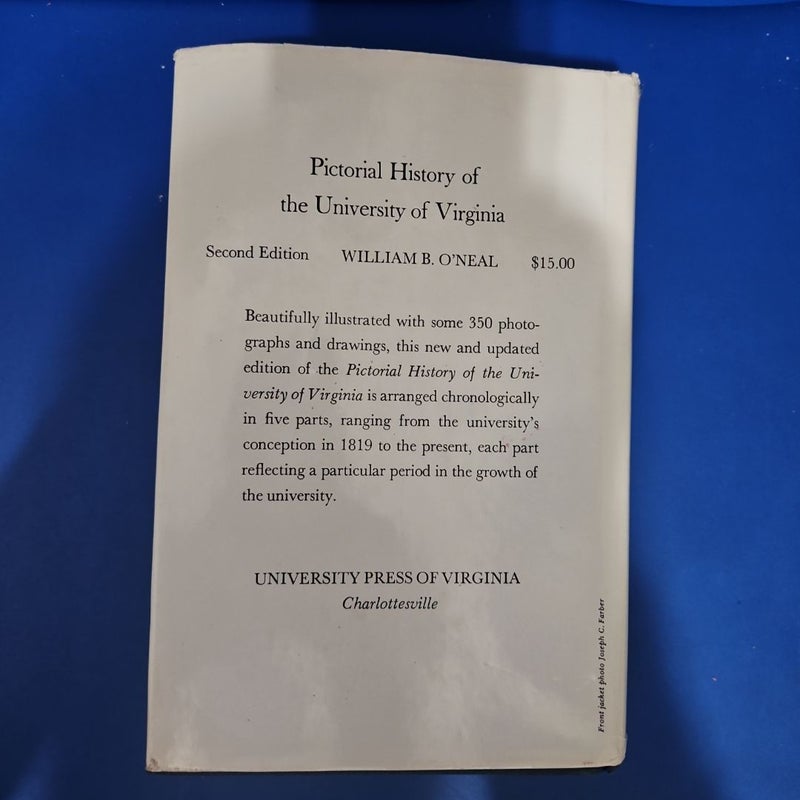 Pictorial History of
the University of Virginia
Second Edition WILLIAM B. O'NEAL $15.00
Beautifully illustrated with some 350 photo-
graphs and drawings, this new and updated
edition of the Pictorial History of the Uni-
versity of Virginia is arranged chronologically
in five parts, ranging from the university's
conception in 1819 to the present, each part
reflecting a particular period in the growth of
the university.
UNIVERSITY PRESS OF VIRGINIA
Charlottesville
Front jacket photo Joseph C. Farber